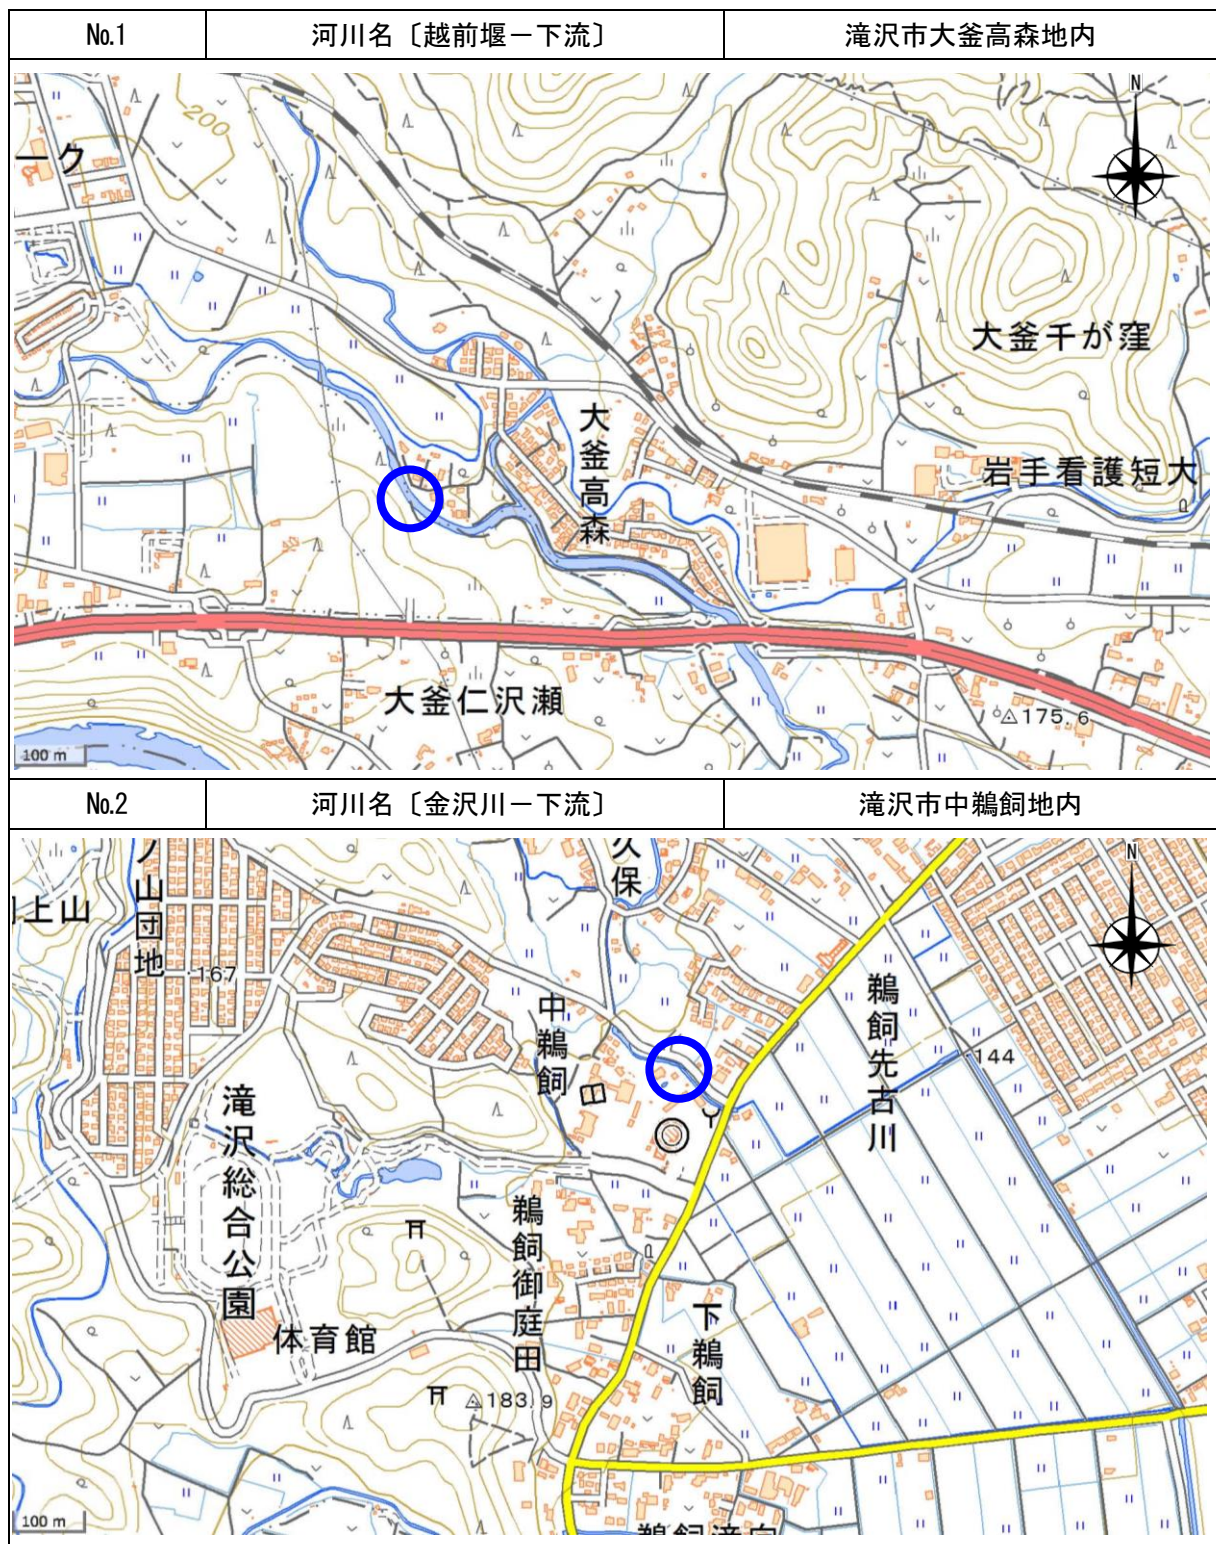 No.1 河川名〔越前堰－下流〕 滝沢市大釜高森地内
N
200
ーク
大釜千が窪
大釜高森
岩手看護短大
大釜仁沢瀬
175.6
100 m
No.2 河川名〔金沢川－下流〕 滝沢市中鵜飼地内
N
ノ山団地
久保
上山
167
中鵜飼
鵜飼先古川
144
滝沢総合公園
鵜飼御庭田
下鵜飼
体育館
183.9
100 m